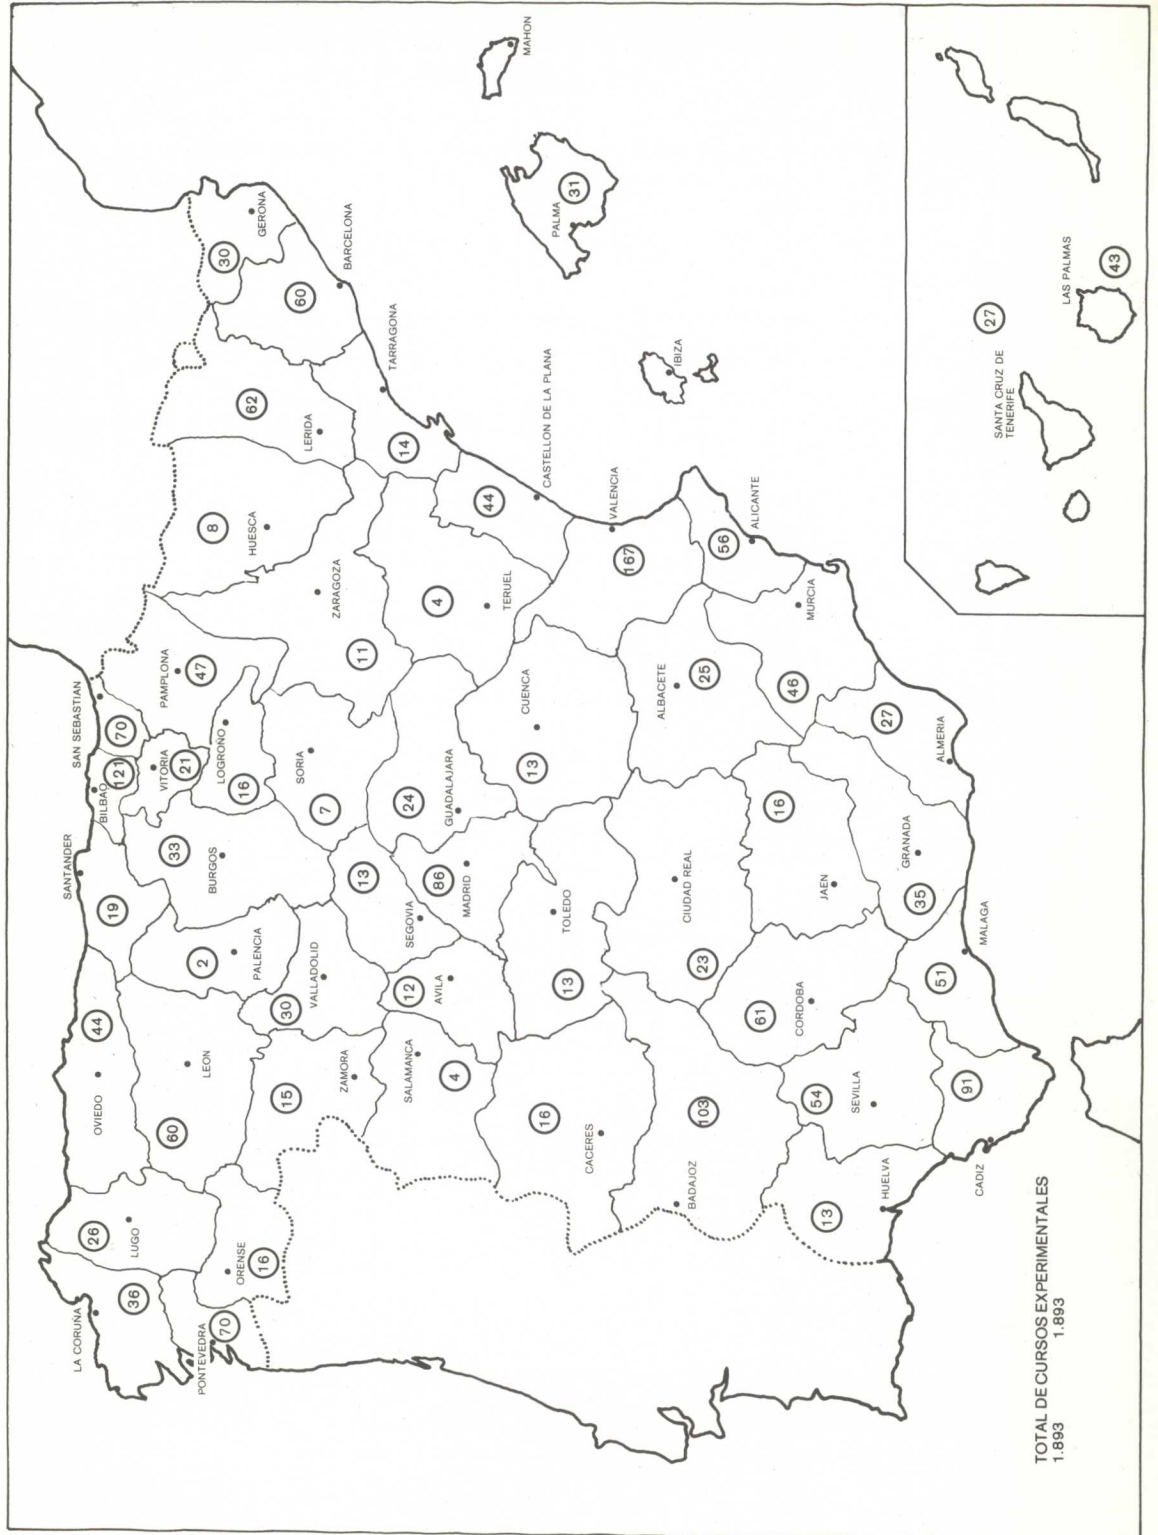 LA CORUÑA
36
LUGO
26
PONTEVEDRA
70
ORENSE
16
OVIEDO
44
LEON
60
SANTANDER
19
PALENCIA
2
BURGOS
33
BILBAO
121
SAN SEBASTIAN
70
VITORIA
21
PAMPLONA
47
LOGROÑO
16
ZAMORA
15
VALLADOLID
30
SORIA
7
HUESCA
8
ZARAGOZA
11
LERIDA
62
GERONA
30
BARCELONA
60
TARRAGONA
14
SALAMANCA
4
AVILA
12
SEGOVIA
13
MADRID
86
GUADALAJARA
24
TERUEL
4
CASTELLON DE LA PLANA
44
CACERES
16
TOLEDO
13
CUENCA
13
VALENCIA
167
BADAJOZ
103
CIUDAD REAL
23
ALBACETE
25
ALICANTE
56
MURCIA
46
HUELVA
13
SEVILLA
54
CORDOBA
61
JAEN
16
GRANADA
35
ALMERIA
27
CADIZ
91
MALAGA
51
MAHON
PALMA
31
IBIZA
SANTA CRUZ DE
TENERIFE
27
LAS PALMAS
43
TOTAL DE CURSOS EXPERIMENTALES
1.893 1.893